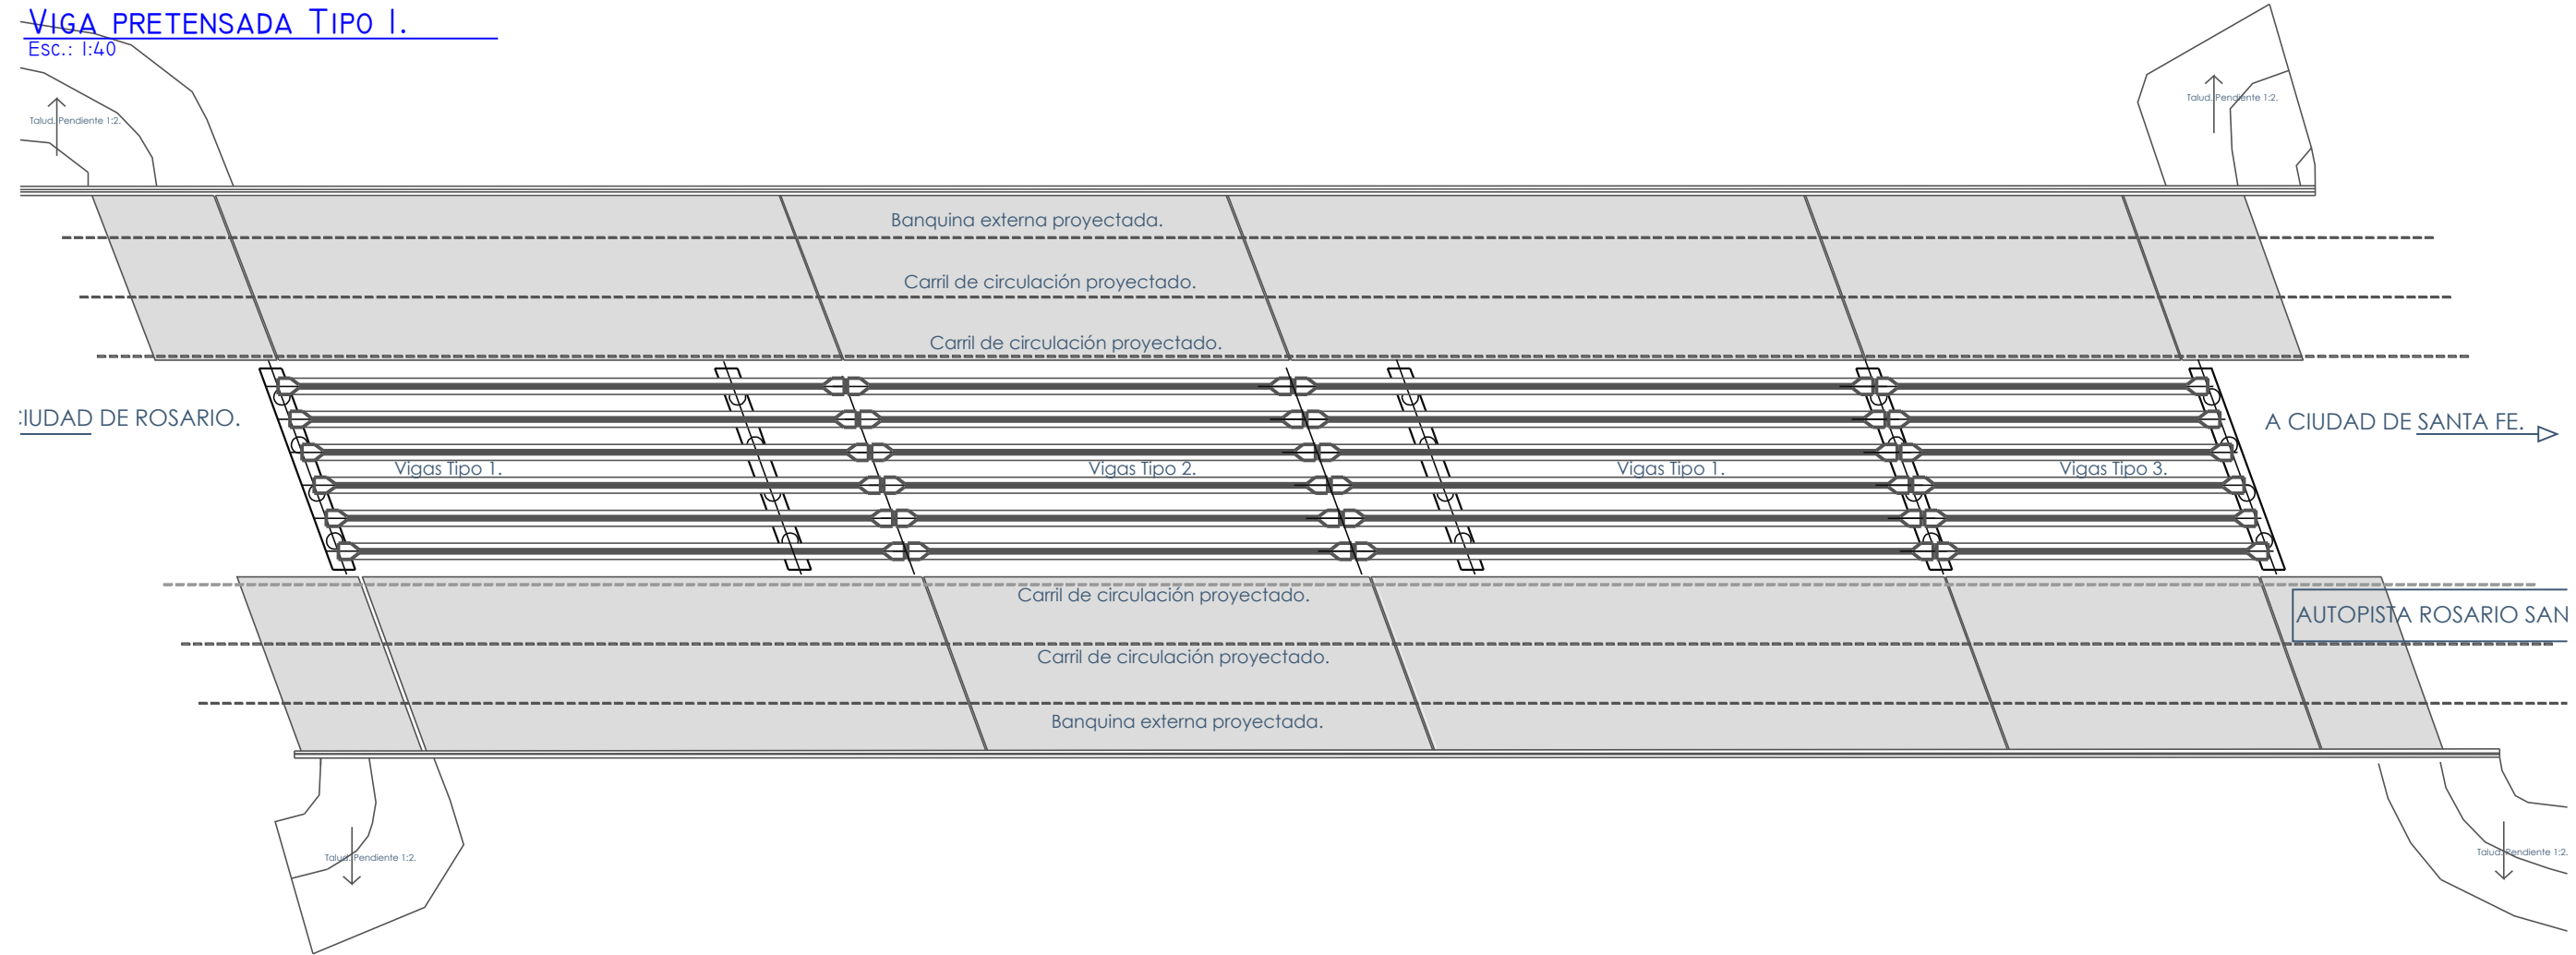 VIGA PRETENSADA TIPO I.
ESC.: 1:40
Talud. Pendiente 1:2.
Talud. Pendiente 1:2.
Banquina externa proyectada.
Carril de circulación proyectado.
Carril de circulación proyectado.
CIUDAD DE ROSARIO.
A CIUDAD DE SANTA FE.
Vigas Tipo 1.
Vigas Tipo 2.
Vigas Tipo 1.
Vigas Tipo 3.
Carril de circulación proyectado.
AUTOPISTA ROSARIO SAN
Carril de circulación proyectado.
Banquina externa proyectada.
Talud. Pendiente 1:2.
Talud. Pendiente 1:2.